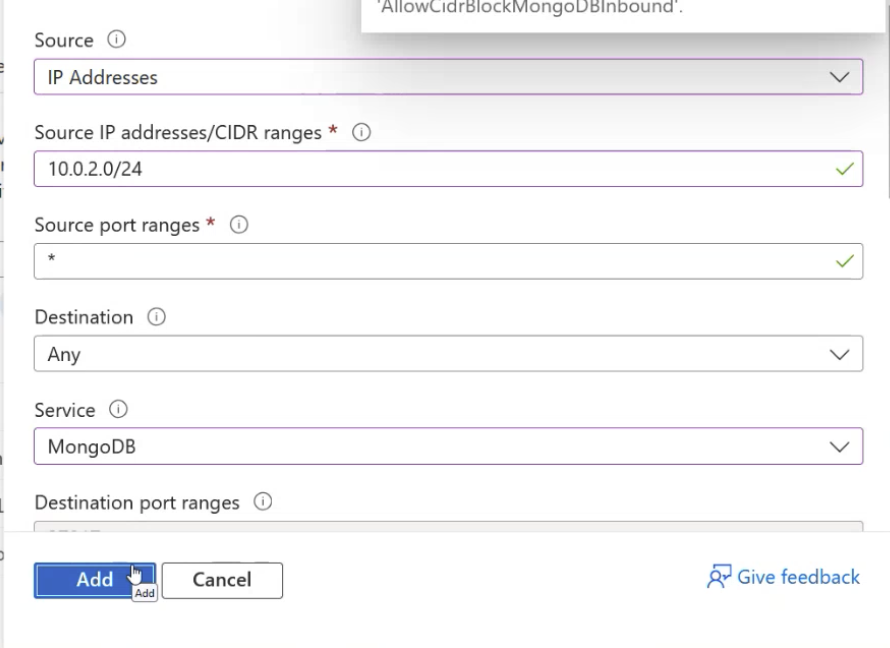 'AllowCidrBlockMongoDBInbound'.
Source
IP Addresses
Source IP addresses/CIDR ranges *
10.0.2.0/24
Source port ranges *
*
Destination
Any
Service
MongoDB
Destination port ranges
Add
Cancel
Add
Give feedback